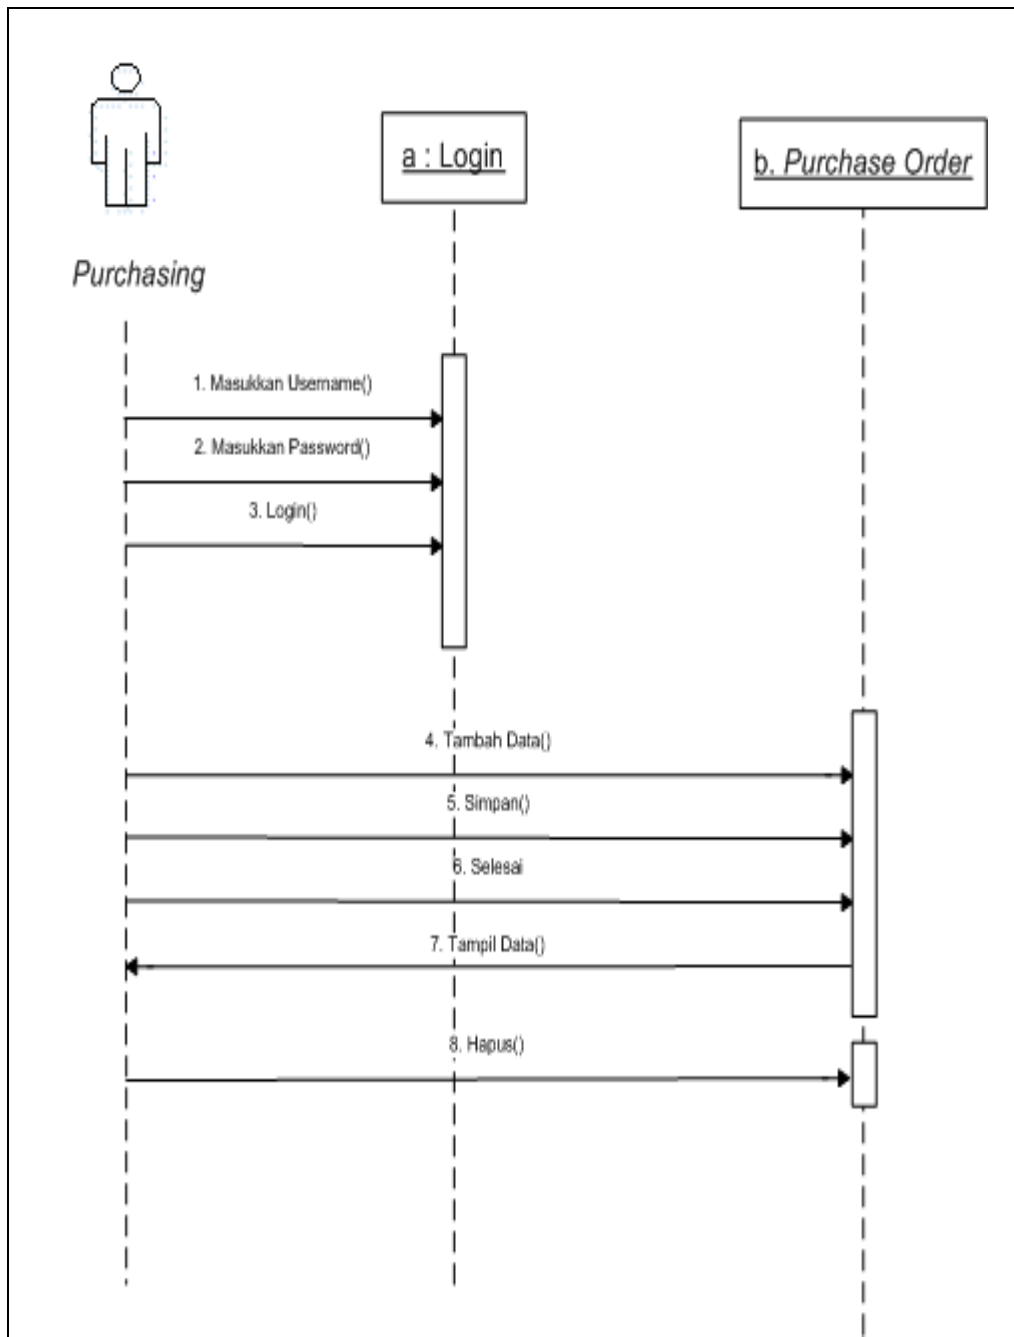 a : Login
b. Purchase Order
Purchasing
1. Masukkan Username()
2. Masukkan Password()
3. Login()
4. Tambah Data()
5. Simpan()
6. Selesai
7. Tampil Data()
8. Hapus()